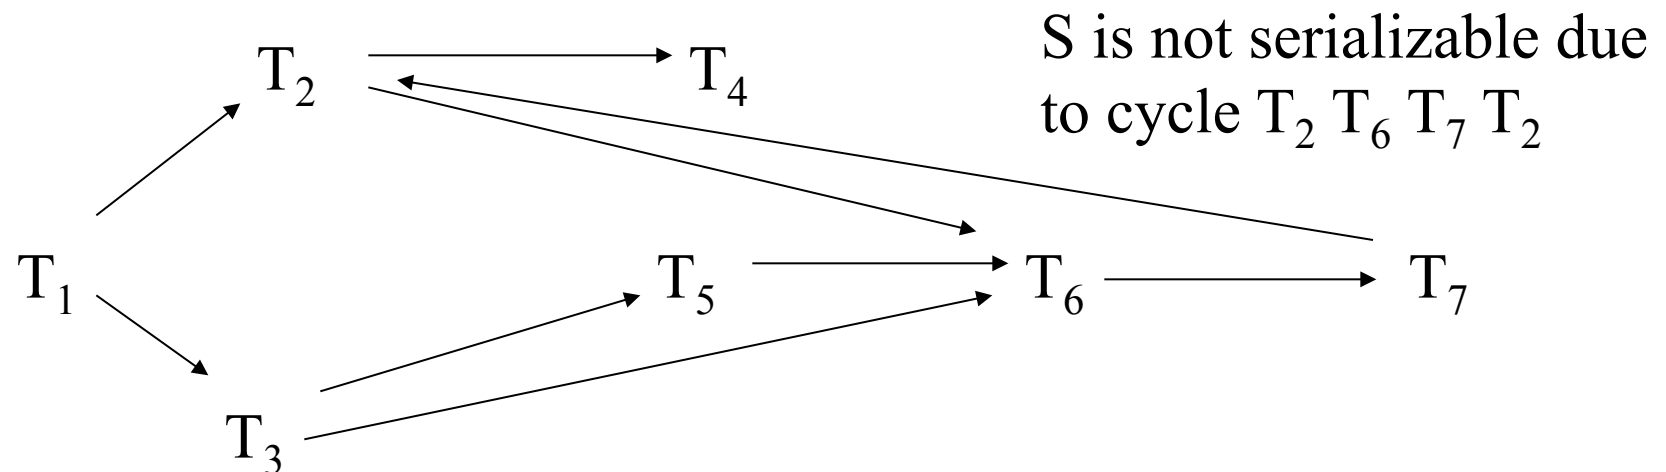 S is not serializable due
to cycle T₂ T₆ T₇ T₂
T₂
T₄
T₁
T₅
T₆
T₇
T₃